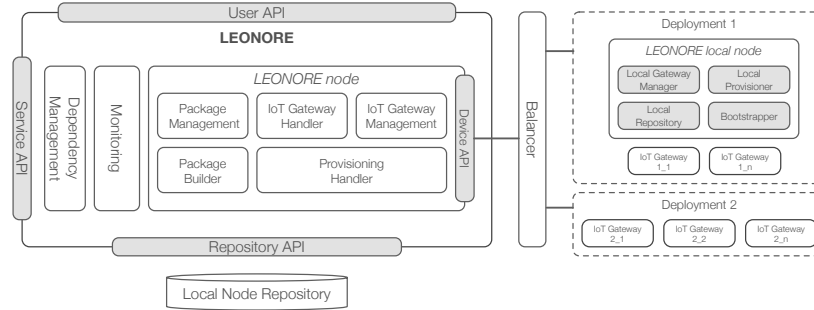 User API
LEONORE
Service API
Dependency
Management
Monitoring
LEONORE node
Package
Management
IoT Gateway
Handler
IoT Gateway
Management
Package
Builder
Provisioning
Handler
Device API
Repository API
Local Node Repository
Balancer
Deployment 1
LEONORE local node
Local Gateway
Manager
Local
Provisioner
Local
Repository
Bootstrapper
IoT Gateway
1_1
IoT Gateway
1_n
Deployment 2
IoT Gateway
2_1
IoT Gateway
2_2
IoT Gateway
2_n